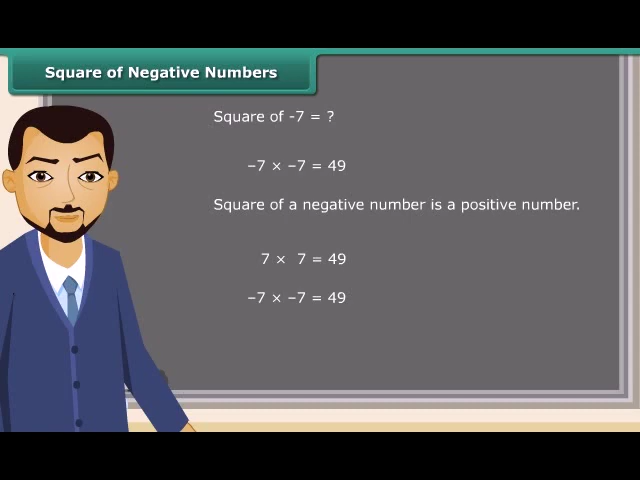 Square of Negative Numbers
Square of -7 = ?
–7 × –7 = 49
Square of a negative number is a positive number.
7 × 7 = 49
–7 × –7 = 49